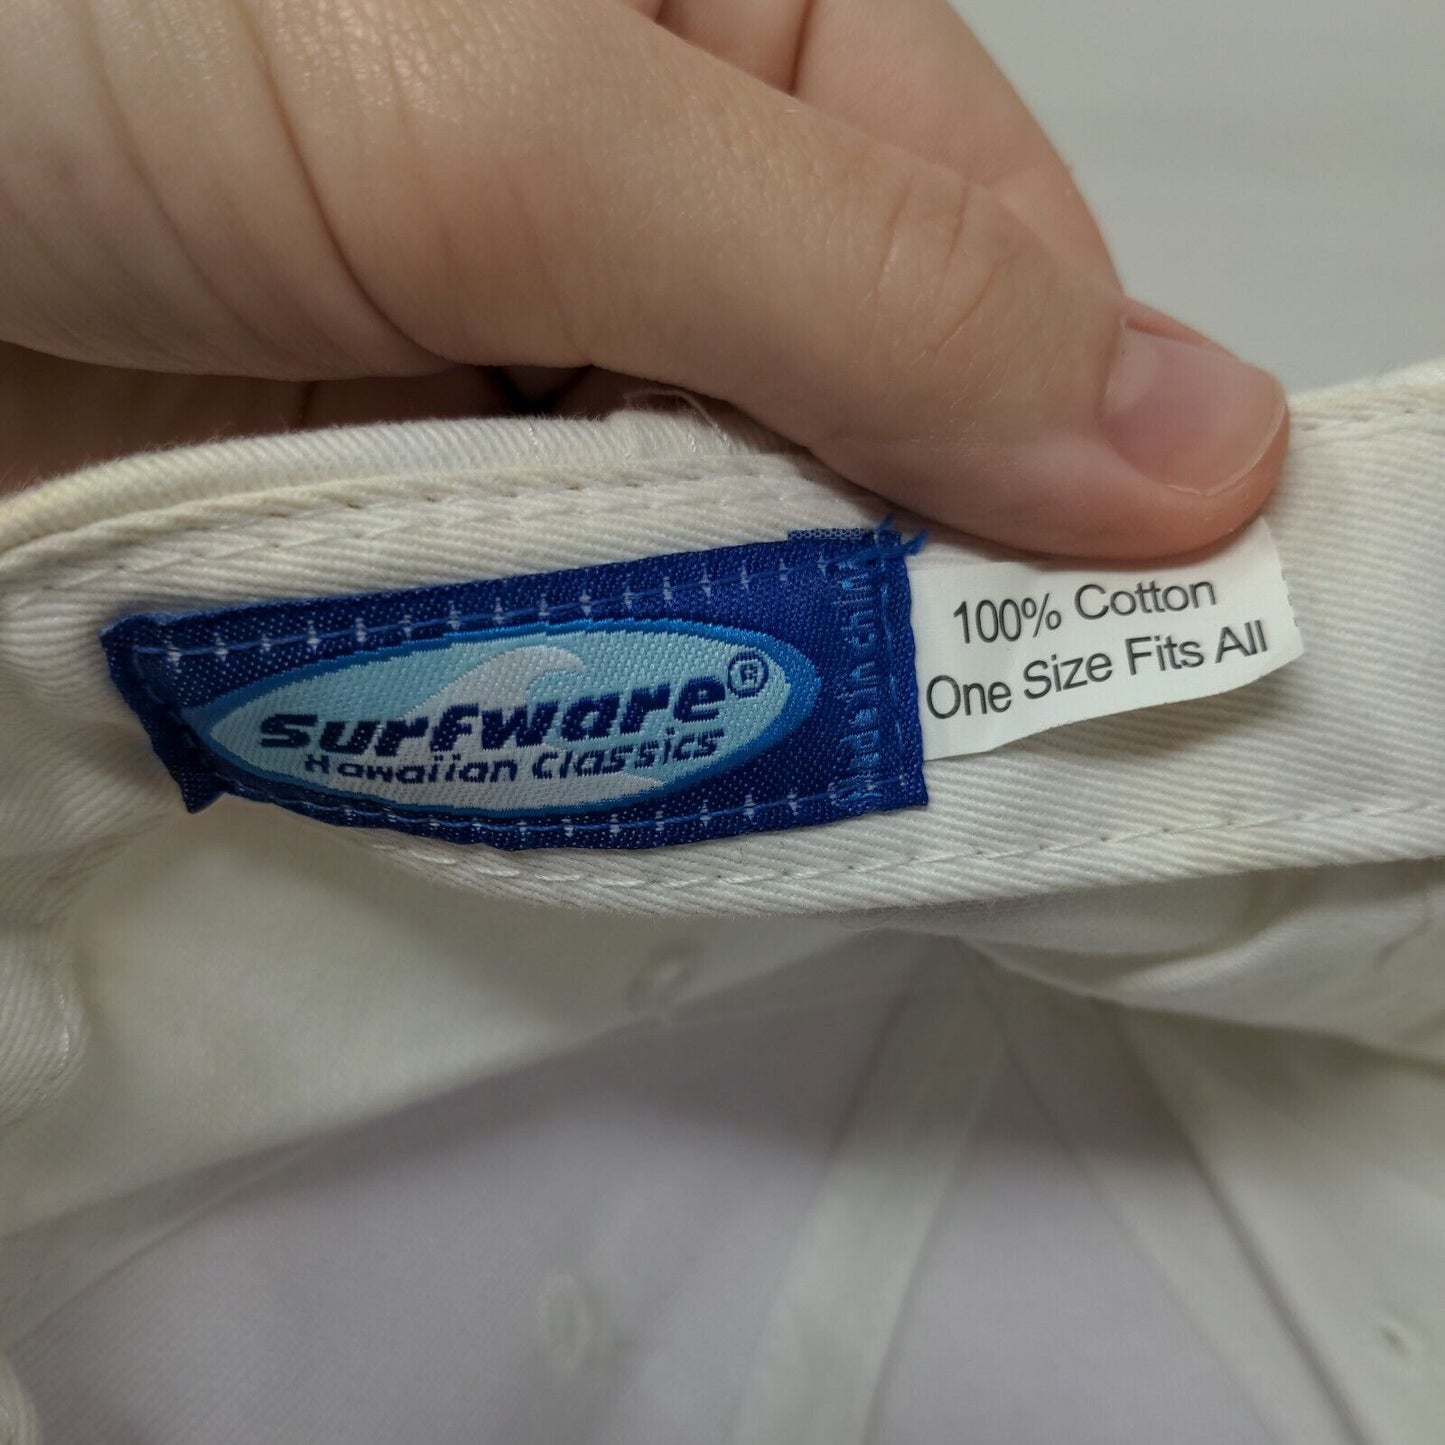 Surfware®
Hawaiian Classics
Made in China
100% Cotton
One Size Fits All